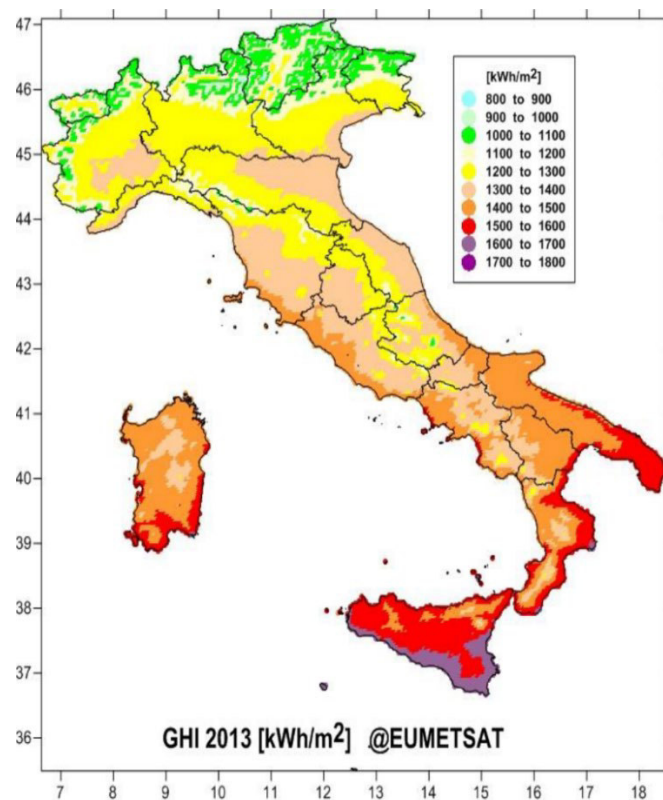 47
46
45
44
43
42
41
40
39
38
37
36
[kWh/m²]
800 to 900
900 to 1000
1000 to 1100
1100 to 1200
1200 to 1300
1300 to 1400
1400 to 1500
1500 to 1600
1600 to 1700
1700 to 1800
GHI 2013 [kWh/m²] @EUMETSAT
7 8 9 10 11 12 13 14 15 16 17 18